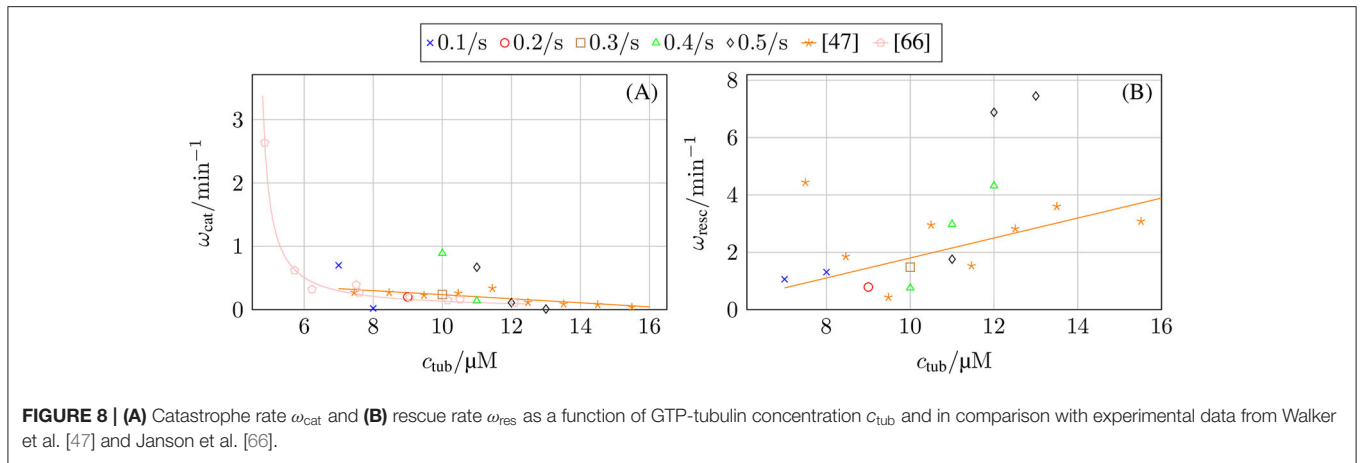 0.1/s 0.2/s 0.3/s 0.4/s 0.5/s [47] [66]
(A)
3
2
1
0
ω_cat/min⁻¹
6 8 10 12 14 16
c_tub/μM
(B)
8
6
4
2
0
ω_resc/min⁻¹
8 10 12 14 16
c_tub/μM
FIGURE 8 | (A) Catastrophe rate ω_cat and (B) rescue rate ω_res as a function of GTP-tubulin concentration c_tub and in comparison with experimental data from Walker
et al. [47] and Janson et al. [66].